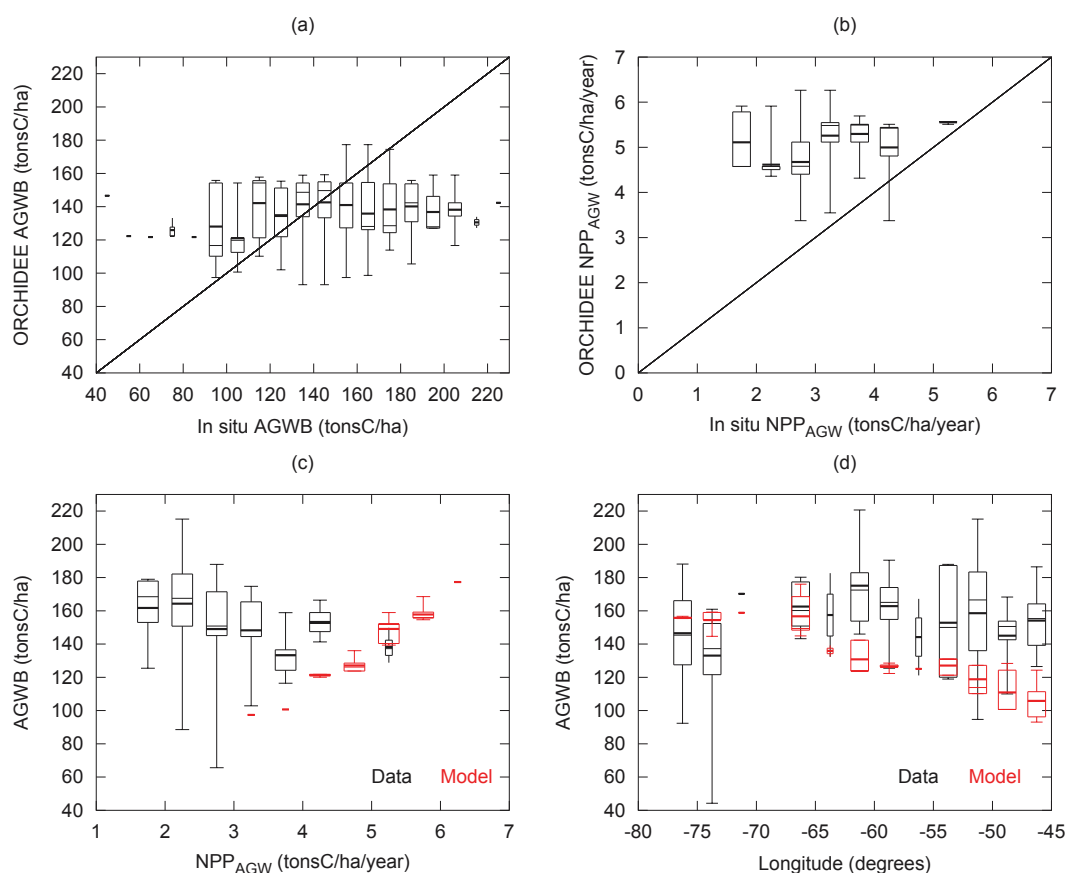 (a)
ORCHIDEE AGWB (tonsC/ha)
220
200
180
160
140
120
100
80
60
40
40 60 80 100 120 140 160 180 200 220
In situ AGWB (tonsC/ha)
(b)
ORCHIDEE NPP_AGW (tonsC/ha/year)
7
6
5
4
3
2
1
0
0 1 2 3 4 5 6 7
In situ NPP_AGW (tonsC/ha/year)
(c)
AGWB (tonsC/ha)
220
200
180
160
140
120
100
80
60
40
Data Model
1 2 3 4 5 6 7
NPP_AGW (tonsC/ha/year)
(d)
AGWB (tonsC/ha)
220
200
180
160
140
120
100
80
60
40
Data Model
-80 -75 -70 -65 -60 -55 -50 -45
Longitude (degrees)